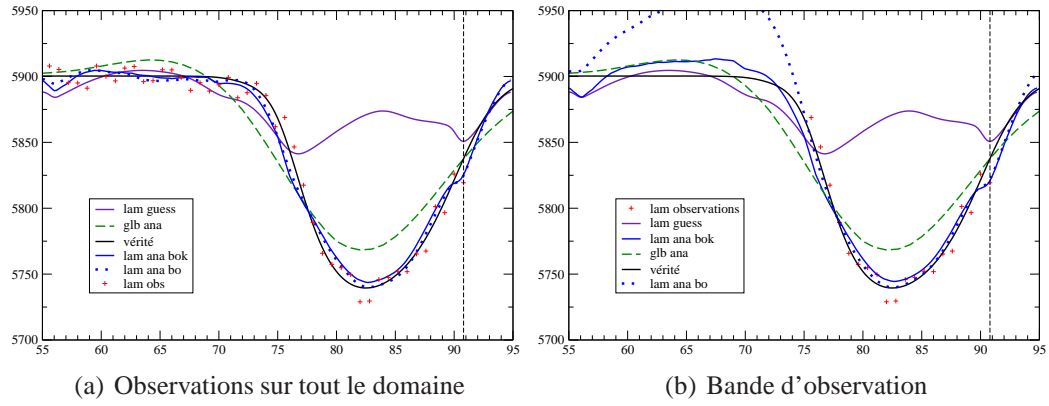 5950
5900
5850
5800
5750
5700
55 60 65 70 75 80 85 90 95
lam guess
glb ana
vérité
lam ana bok
lam ana bo
lam obs
(a) Observations sur tout le domaine
5950
5900
5850
5800
5750
5700
55 60 65 70 75 80 85 90 95
lam observations
lam guess
lam ana bok
glb ana
vérité
lam ana bo
(b) Bande d'observation